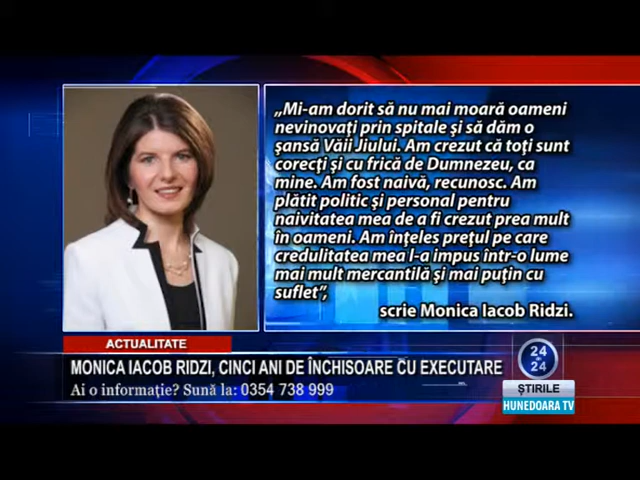 „Mi-am dorit să nu mai moară oameni
nevinovaţi prin spitale şi să dăm o
şansă Văii Jiului. Am crezut că toţi sunt
corecţi şi cu frică de Dumnezeu, ca
mine. Am fost naivă, recunosc. Am
plătit politic şi personal pentru
naivitatea mea de a fi crezut prea mult
în oameni. Am înţeles preţul pe care
credulitatea mea l-a impus într-o lume
mai mult mercantilă şi mai puţin cu
suflet”,
scrie Monica Iacob Ridzi.
ACTUALITATE
MONICA IACOB RIDZI, CINCI ANI DE ÎNCHISOARE CU EXECUTARE
Ai o informaţie? Sună la: 0354 738 999
24
din
24
ŞTIRILE
HUNEDOARA TV